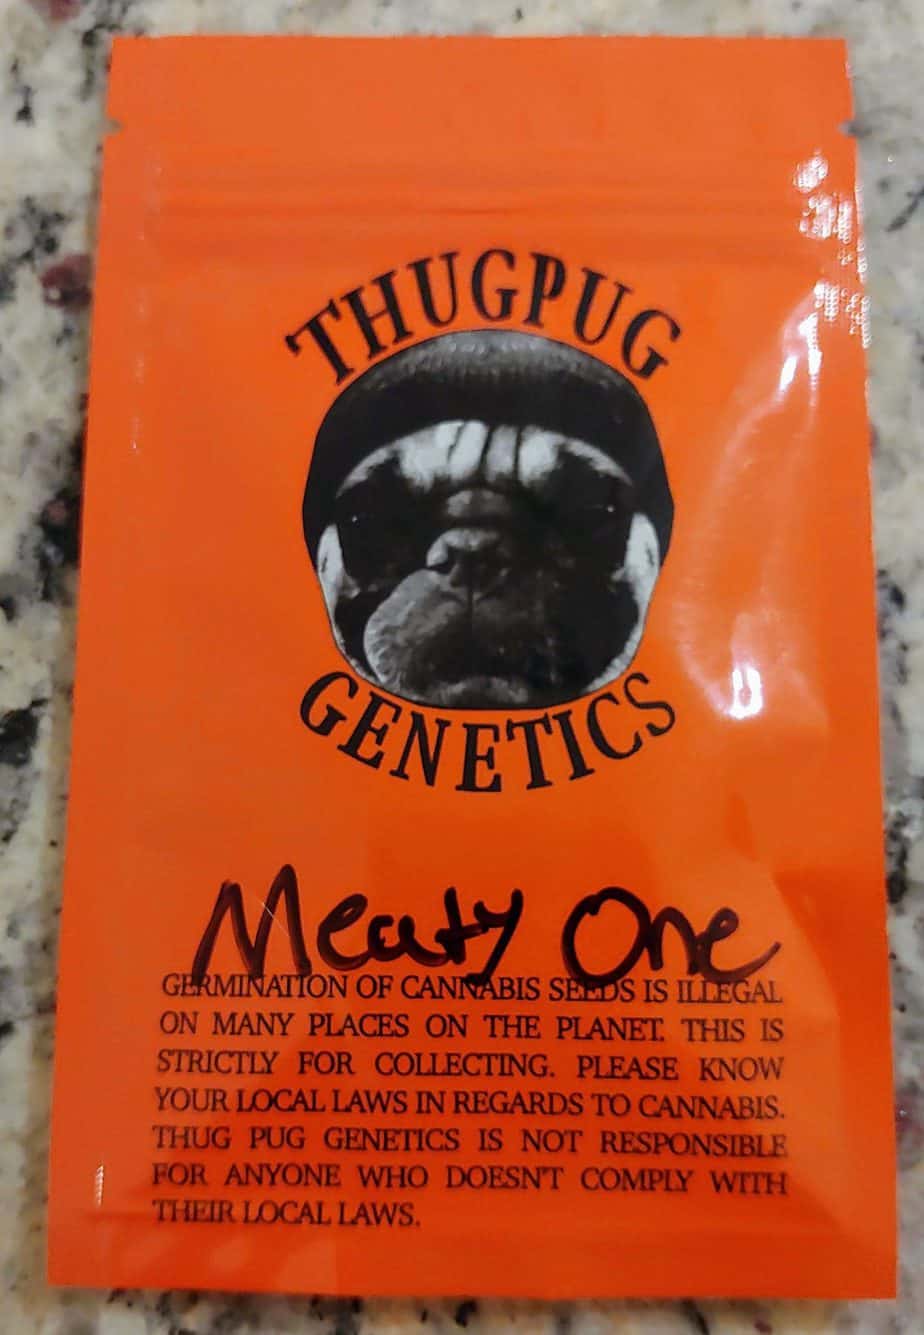 THUGPUG
GENETICS
Meaty One
GERMINATION OF CANNABIS SEEDS IS ILLEGAL
ON MANY PLACES ON THE PLANET. THIS IS
STRICTLY FOR COLLECTING. PLEASE KNOW
YOUR LOCAL LAWS IN REGARDS TO CANNABIS.
THUG PUG GENETICS IS NOT RESPONSIBLE
FOR ANYONE WHO DOESN'T COMPLY WITH
THEIR LOCAL LAWS.